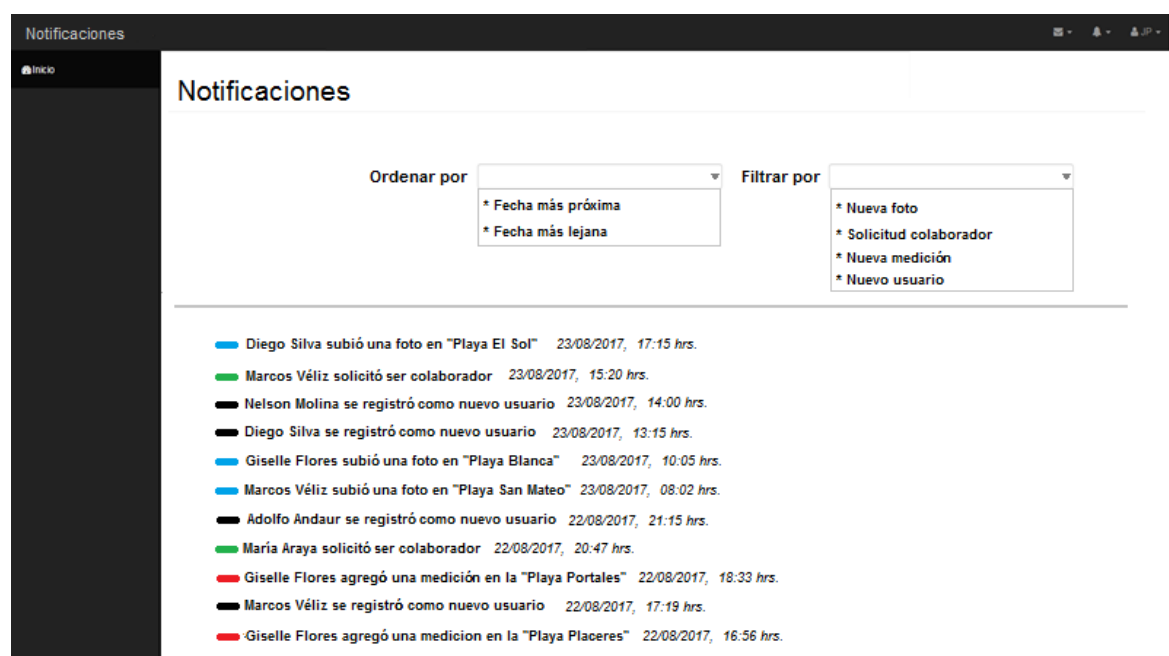 Notificaciones
JP
Inicio
Notificaciones
Ordenar por
Filtrar por
* Fecha más próxima
* Fecha más lejana
* Nueva foto
* Solicitud colaborador
* Nueva medición
* Nuevo usuario
Diego Silva subió una foto en "Playa El Sol" 23/08/2017, 17:15 hrs.
Marcos Véliz solicitó ser colaborador 23/08/2017, 15:20 hrs.
Nelson Molina se registró como nuevo usuario 23/08/2017, 14:00 hrs.
Diego Silva se registró como nuevo usuario 23/08/2017, 13:15 hrs.
Giselle Flores subió una foto en "Playa Blanca" 23/08/2017, 10:05 hrs.
Marcos Véliz subió una foto en "Playa San Mateo" 23/08/2017, 08:02 hrs.
Adolfo Andaur se registró como nuevo usuario 22/08/2017, 21:15 hrs.
María Araya solicitó ser colaborador 22/08/2017, 20:47 hrs.
Giselle Flores agregó una medición en la "Playa Portales" 22/08/2017, 18:33 hrs.
Marcos Véliz se registró como nuevo usuario 22/08/2017, 17:19 hrs.
Giselle Flores agregó una medicion en la "Playa Placeres" 22/08/2017, 16:56 hrs.